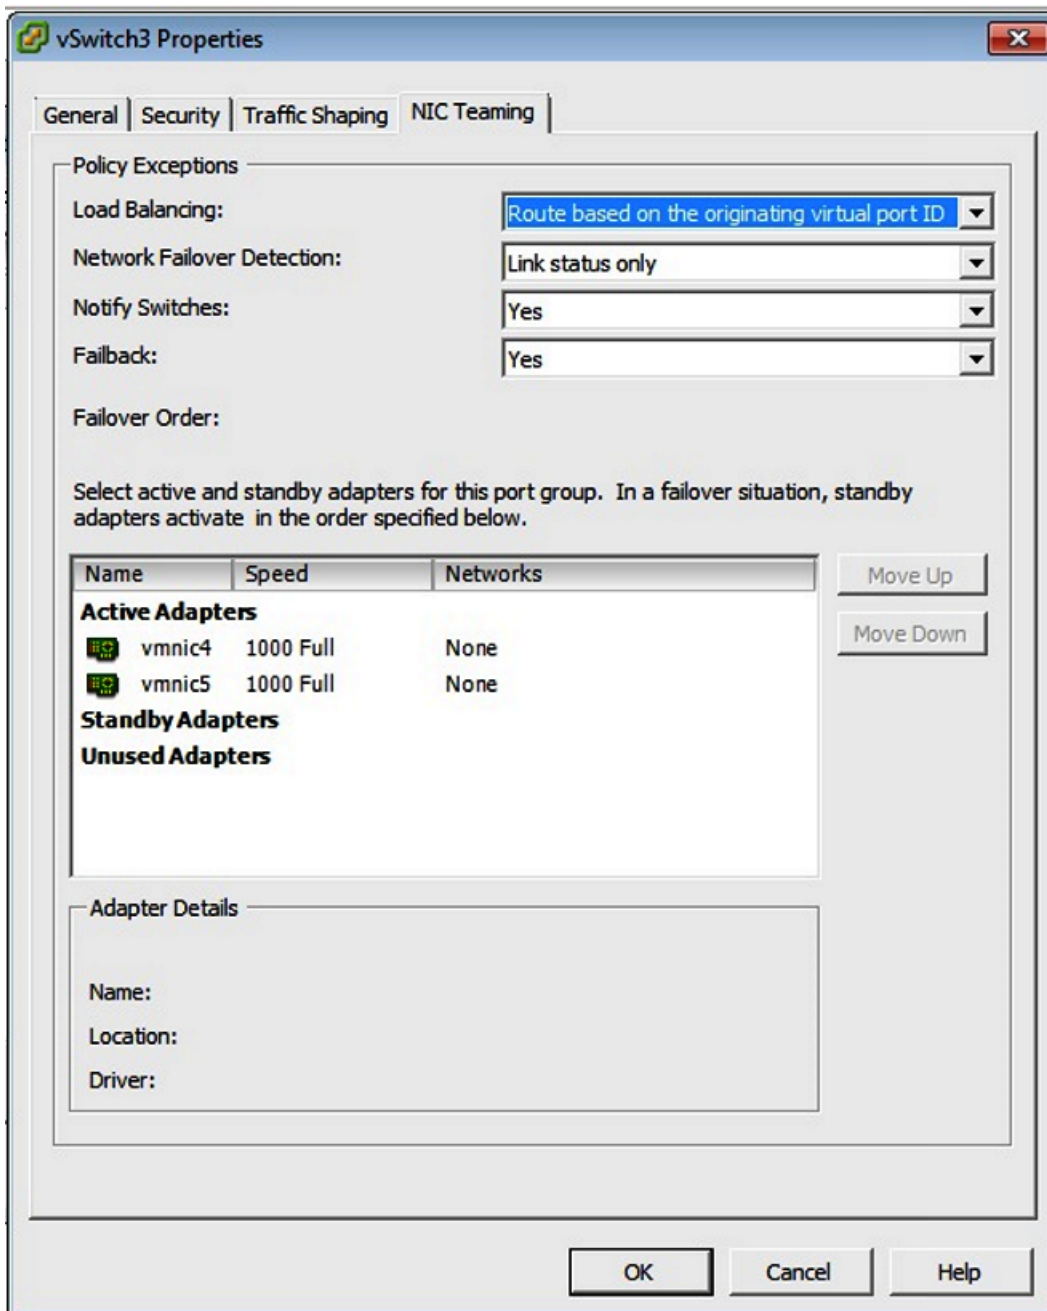 vSwitch3 Properties
General Security Traffic Shaping NIC Teaming
Policy Exceptions
Load Balancing: Route based on the originating virtual port ID
Network Failover Detection: Link status only
Notify Switches: Yes
Failback: Yes
Failover Order:
Select active and standby adapters for this port group. In a failover situation, standby
adapters activate in the order specified below.
Name Speed Networks Move Up
Active Adapters
vmnic4 1000 Full None Move Down
vmnic5 1000 Full None
Standby Adapters
Unused Adapters
Adapter Details
Name:
Location:
Driver:
OK Cancel Help